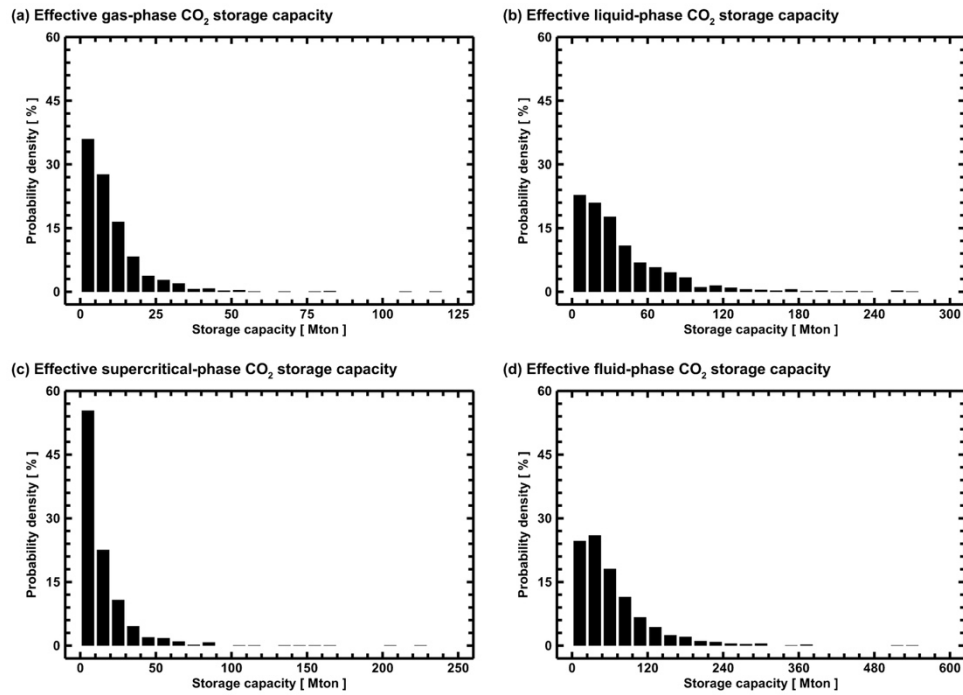 (a) Effective gas-phase CO₂ storage capacity
60
45
30
15
0
Probability density [ % ]
0 25 50 75 100 125
Storage capacity [ Mton ]
(b) Effective liquid-phase CO₂ storage capacity
60
45
30
15
0
Probability density [ % ]
0 60 120 180 240 300
Storage capacity [ Mton ]
(c) Effective supercritical-phase CO₂ storage capacity
60
45
30
15
0
Probability density [ % ]
0 50 100 150 200 250
Storage capacity [ Mton ]
(d) Effective fluid-phase CO₂ storage capacity
60
45
30
15
0
Probability density [ % ]
0 120 240 360 480 600
Storage capacity [ Mton ]